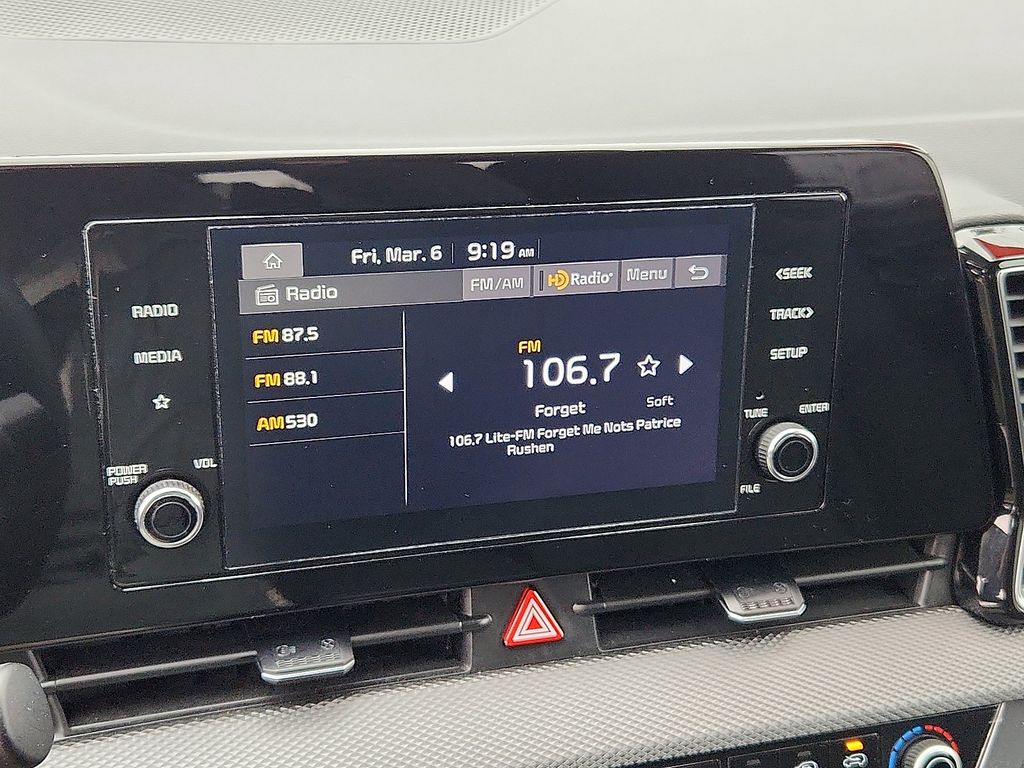 Fri, Mar. 6 9:19 AM
Radio FM/AM HD Radio Menu
FM 87.5
FM 88.1
AM 530
FM
106.7
Forget Soft
106.7 Lite-FM Forget Me Nots Patrice
Rushen
RADIO
MEDIA
POWER
PUSH
VOL
SEEK
TRACK
SETUP
TUNE
ENTER
FILE